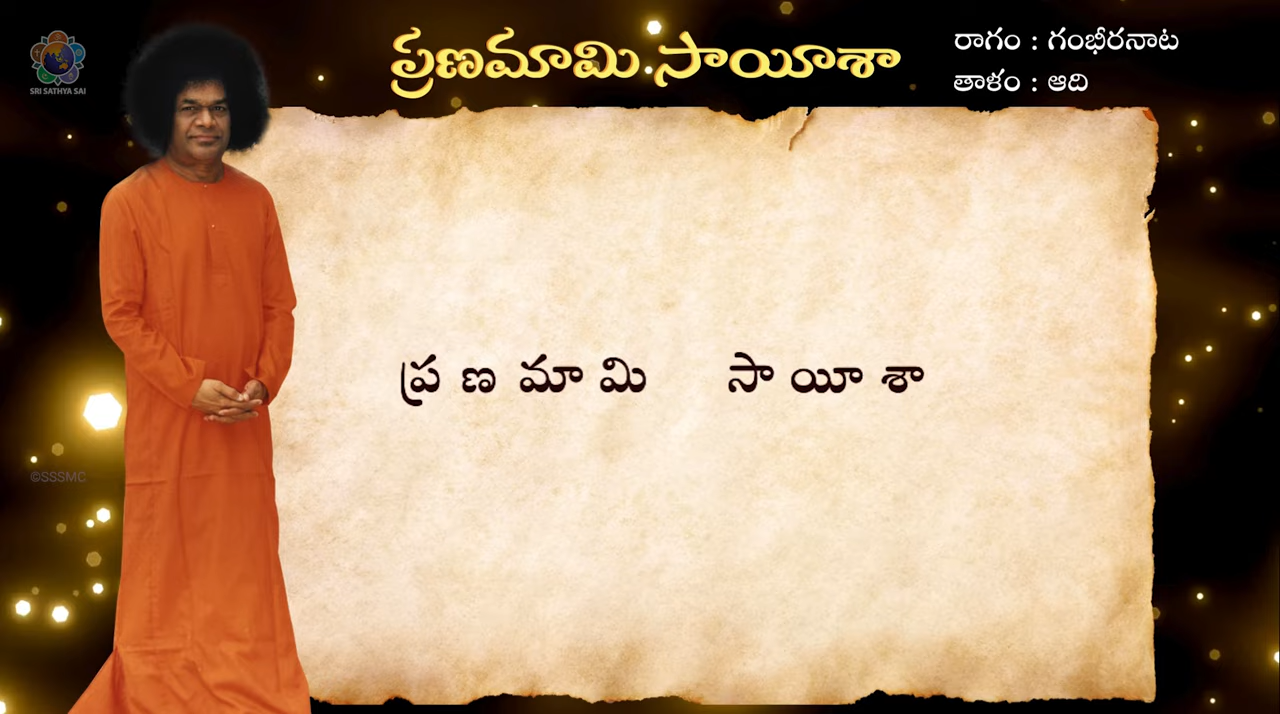 SRI SATHYA SAI
ప్రణమామి సాయీశా
రాగం : గంభీరనాట
తాళం : ఆది
ప్ర ణ మా మి సా యీ శా
©SSSMC